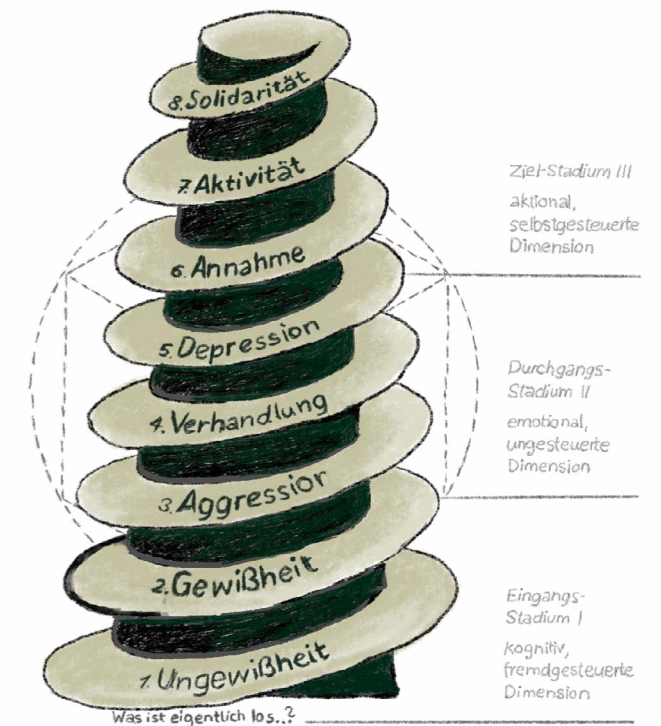 8. Solidarität
7. Aktivität
6. Annahme
5. Depression
4. Verhandlung
3. Aggression
2. Gewißheit
1. Ungewißheit
Was ist eigentlich los..?
Ziel-Stadium III
aktional,
selbstgesteuerte
Dimension
Durchgangs-
Stadium II
emotional,
ungesteuerte
Dimension
Eingangs-
Stadium I
kognitiv,
fremdgesteuerte
Dimension